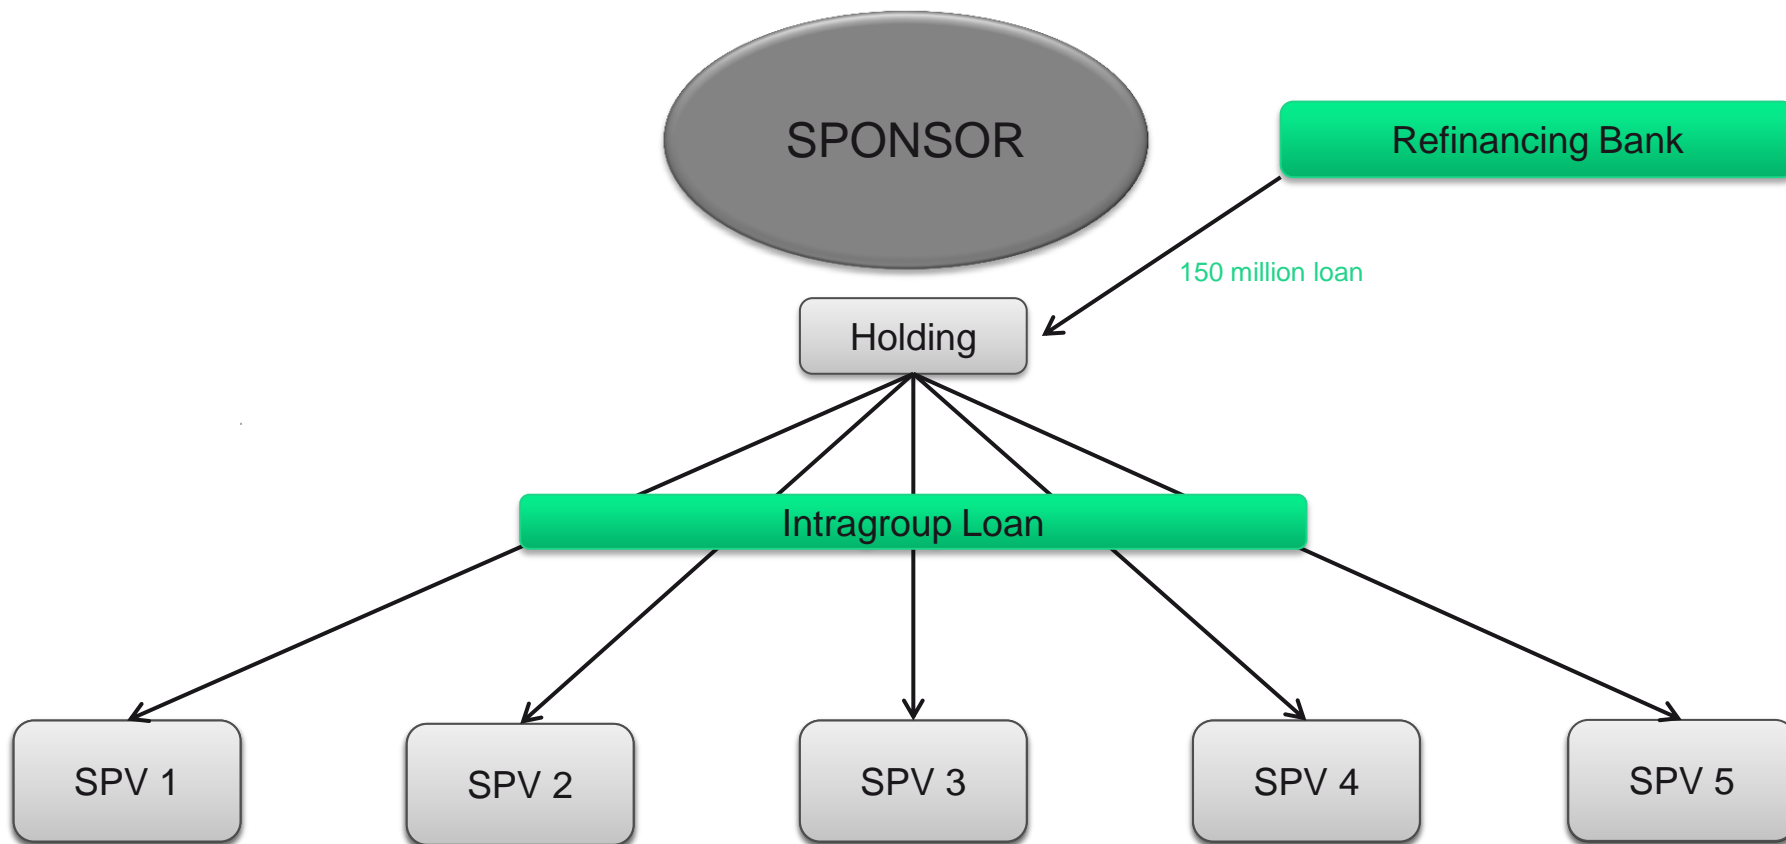 SPONSOR
Refinancing Bank
150 million loan
Holding
Intragroup Loan
SPV 1
SPV 2
SPV 3
SPV 4
SPV 5